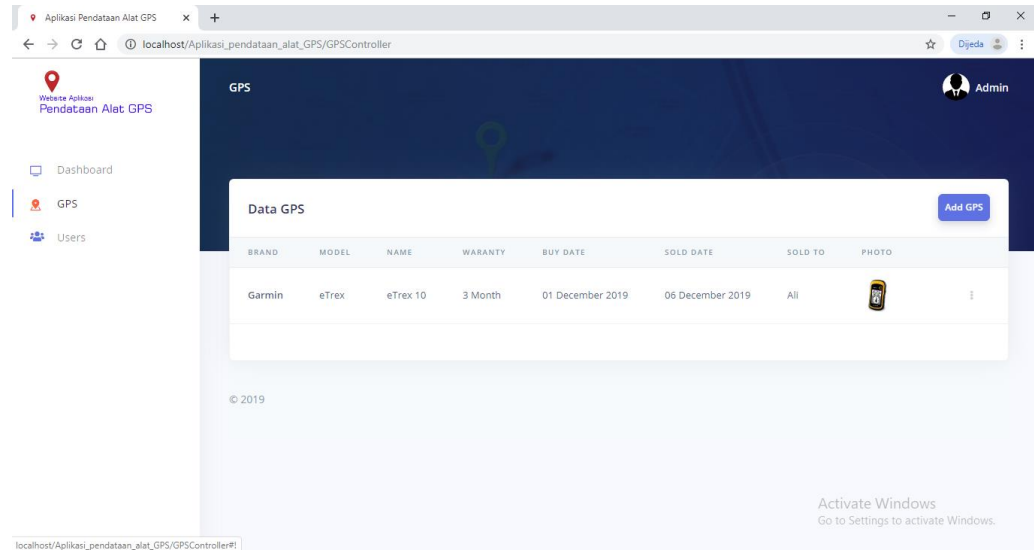 Aplikasi Pendataan Alat GPS
localhost/Aplikasi_pendataan_alat_GPS/GPSController
Dijeda
Website Aplikasi
Pendataan Alat GPS
GPS
Admin
Dashboard
GPS
Users
Data GPS
Add GPS
BRAND MODEL NAME WARANTY BUY DATE SOLD DATE SOLD TO PHOTO
Garmin eTrex eTrex 10 3 Month 01 December 2019 06 December 2019 Ali
© 2019
Activate Windows
Go to Settings to activate Windows.
localhost/Aplikasi_pendataan_alat_GPS/GPSController#!